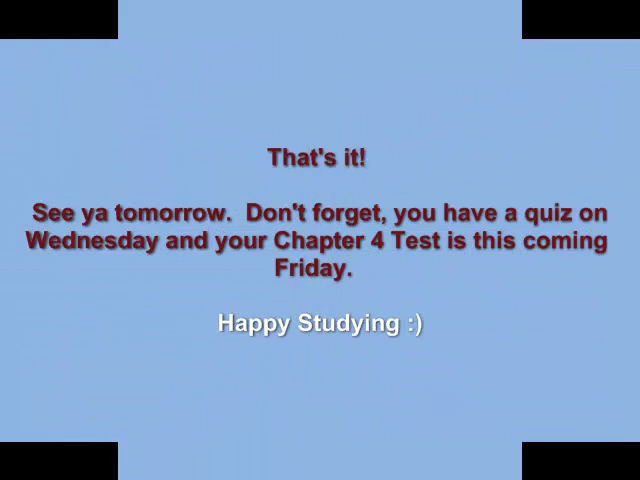 That's it!
See ya tomorrow.  Don't forget, you have a quiz on
Wednesday and your Chapter 4 Test is this coming
Friday.
Happy Studying :)